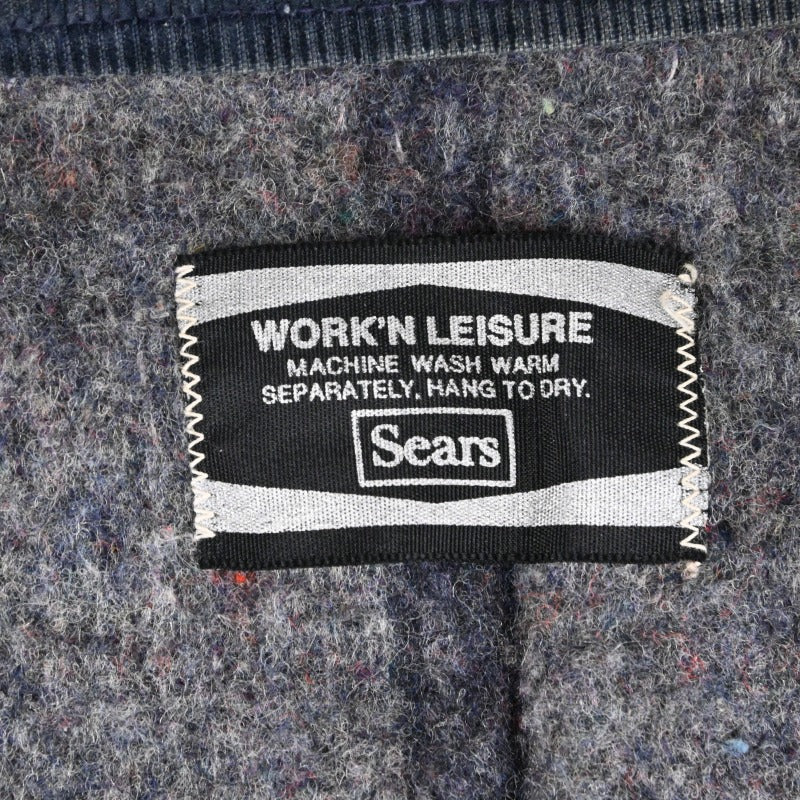 WORK'N LEISURE
MACHINE WASH WARM
SEPARATELY. HANG TO DRY.
Sears